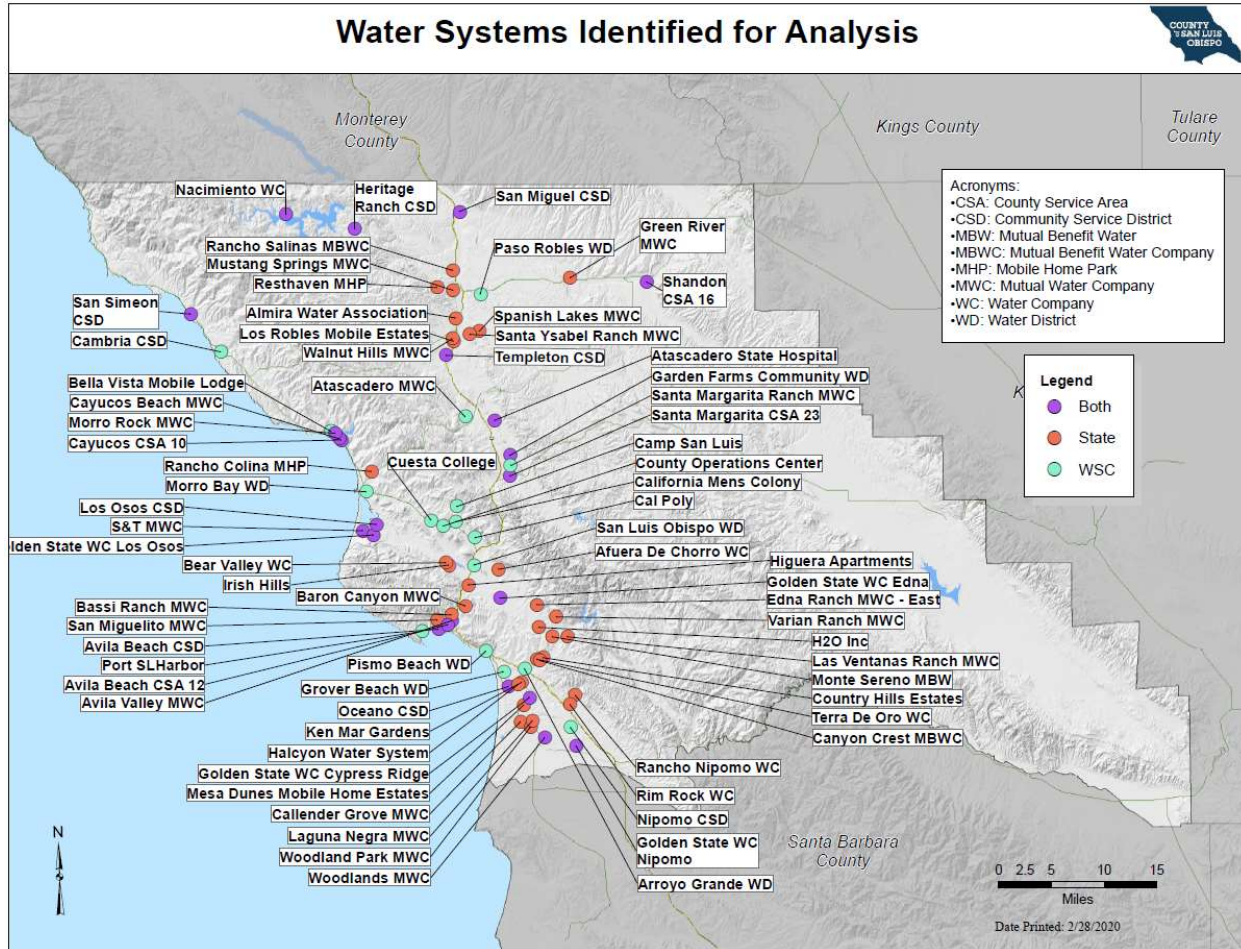 Water Systems Identified for Analysis
COUNTY
OF SAN LUIS
OBISPO
Monterey
County
Kings County
Tulare
County
Acronyms:
•CSA: County Service Area
•CSD: Community Service District
•MBW: Mutual Benefit Water
•MBWC: Mutual Benefit Water Company
•MHP: Mobile Home Park
•MWC: Mutual Water Company
•WC: Water Company
•WD: Water District
K
Legend
Both
State
WSC
Nacimiento WC
Heritage
Ranch CSD
San Miguel CSD
Rancho Salinas MBWC
Mustang Springs MWC
Resthaven MHP
Paso Robles WD
Green River
MWC
Shandon
CSA 16
San Simeon
CSD
Cambria CSD
Almira Water Association
Los Robles Mobile Estates
Walnut Hills MWC
Spanish Lakes MWC
Santa Ysabel Ranch MWC
Templeton CSD
Atascadero State Hospital
Garden Farms Community WD
Santa Margarita Ranch MWC
Santa Margarita CSA 23
Bella Vista Mobile Lodge
Cayucos Beach MWC
Morro Rock MWC
Cayucos CSA 10
Atascadero MWC
Rancho Colina MHP
Morro Bay WD
Cuesta College
Camp San Luis
County Operations Center
California Mens Colony
Cal Poly
Los Osos CSD
S&T MWC
olden State WC Los Osos
San Luis Obispo WD
Afuera De Chorro WC
Bear Valley WC
Irish Hills
Baron Canyon MWC
Higuera Apartments
Golden State WC Edna
Edna Ranch MWC - East
Varian Ranch MWC
H2O Inc
Las Ventanas Ranch MWC
Monte Sereno MBW
Country Hills Estates
Terra De Oro WC
Canyon Crest MBWC
Bassi Ranch MWC
San Miguelito MWC
Avila Beach CSD
Port SLHarbor
Avila Beach CSA 12
Avila Valley MWC
Pismo Beach WD
Grover Beach WD
Oceano CSD
Ken Mar Gardens
Halcyon Water System
Golden State WC Cypress Ridge
Mesa Dunes Mobile Home Estates
Callender Grove MWC
Laguna Negra MWC
Woodland Park MWC
Woodlands MWC
Rancho Nipomo WC
Rim Rock WC
Nipomo CSD
Golden State WC
Nipomo
Arroyo Grande WD
Santa Barbara
County
N
0 2.5 5 10 15
Miles
Date Printed: 2/28/2020